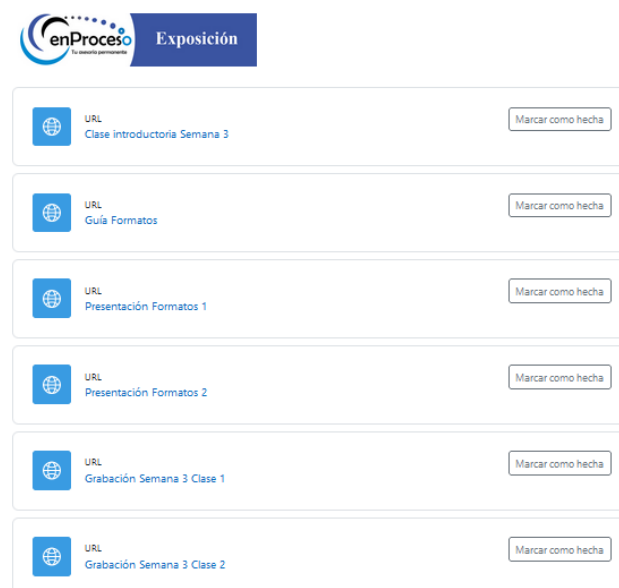 enProceso
Tu asesoría permanente
Exposición
URL
Clase introductoria Semana 3
Marcar como hecha
URL
Guía Formatos
Marcar como hecha
URL
Presentación Formatos 1
Marcar como hecha
URL
Presentación Formatos 2
Marcar como hecha
URL
Grabación Semana 3 Clase 1
Marcar como hecha
URL
Grabación Semana 3 Clase 2
Marcar como hecha